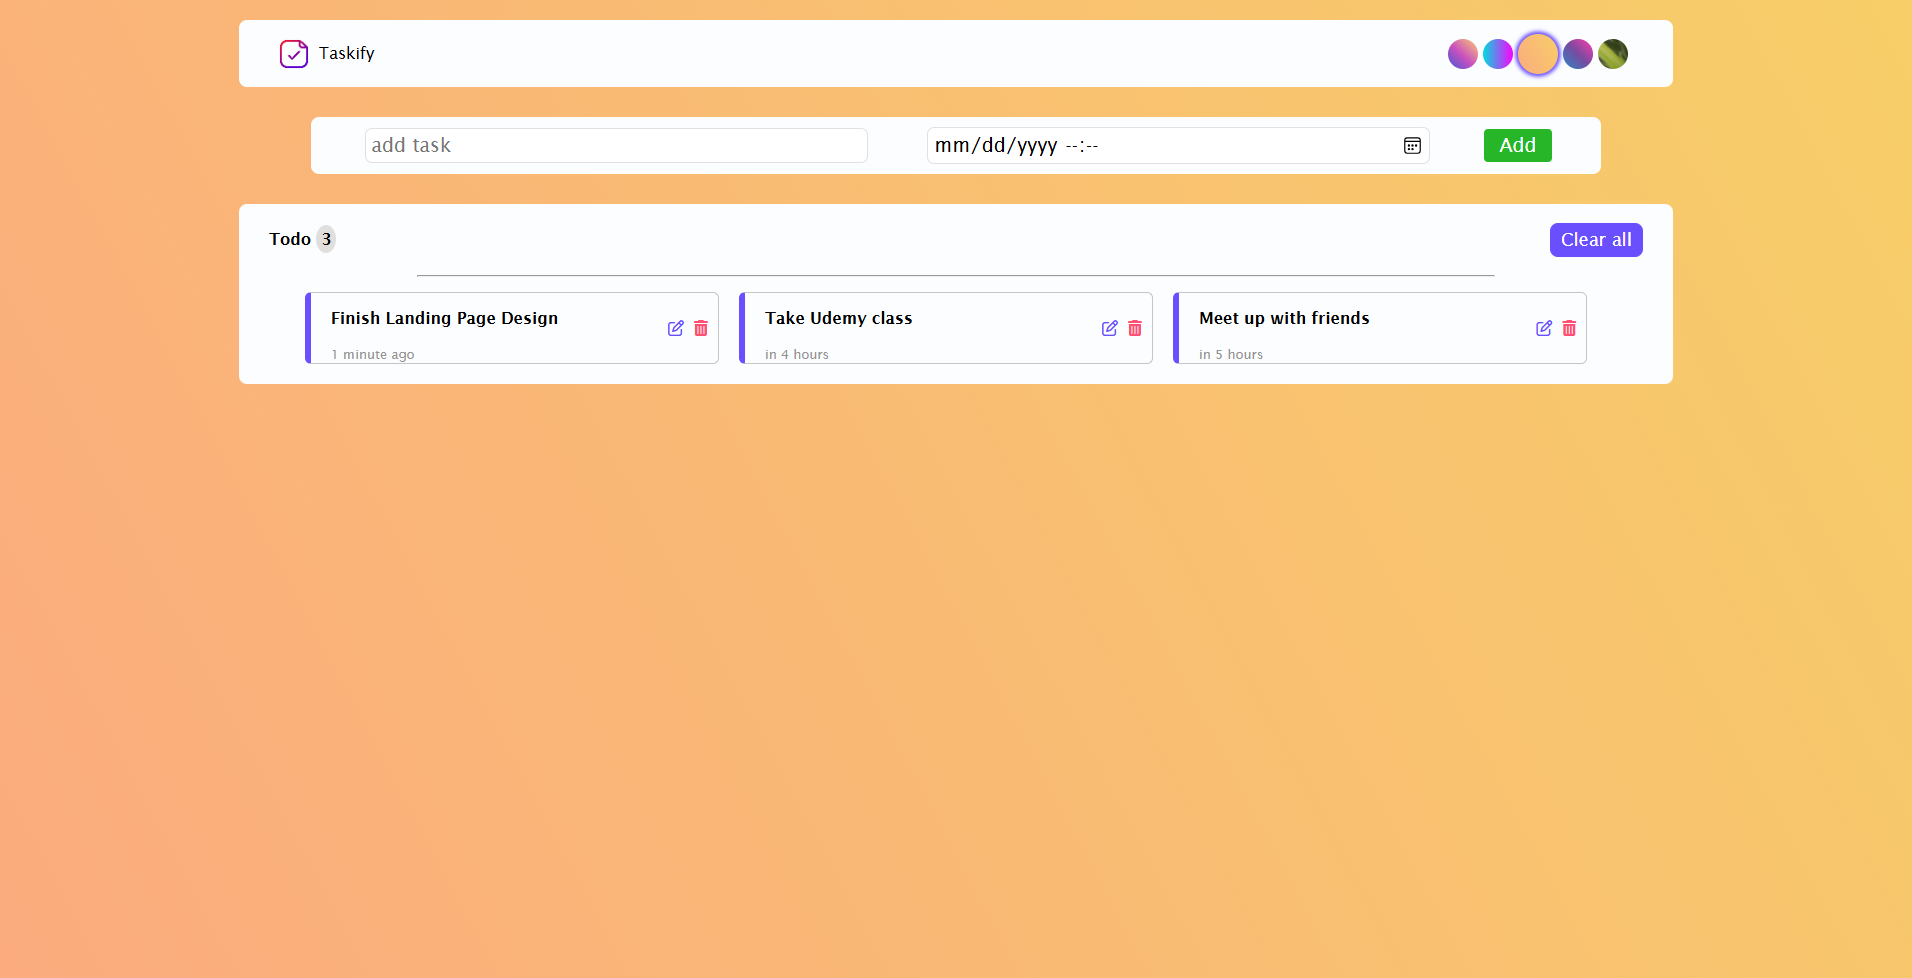 Taskify
add task
mm/dd/yyyy --:--
Add
Todo 3
Clear all
Finish Landing Page Design
1 minute ago
Take Udemy class
in 4 hours
Meet up with friends
in 5 hours